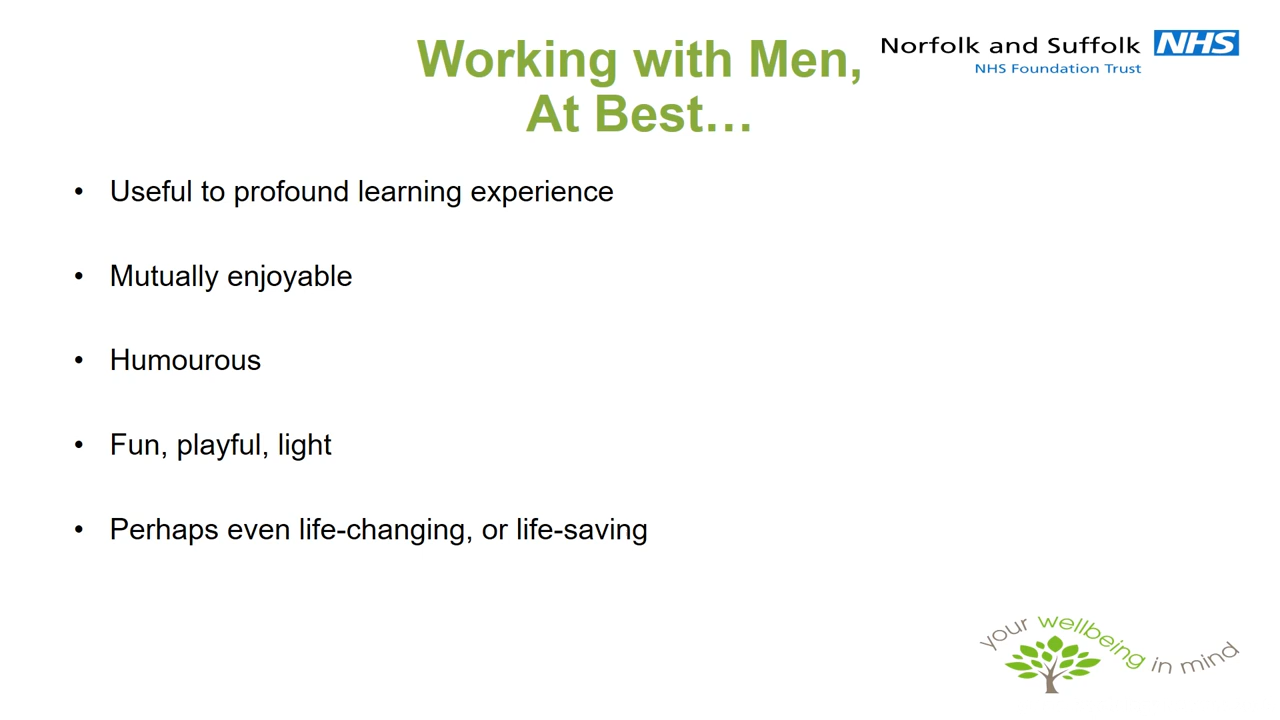 Working with Men,
At Best…
Norfolk and Suffolk NHS
NHS Foundation Trust
• Useful to profound learning experience
• Mutually enjoyable
• Humourous
• Fun, playful, light
• Perhaps even life-changing, or life-saving
your wellbeing in mind